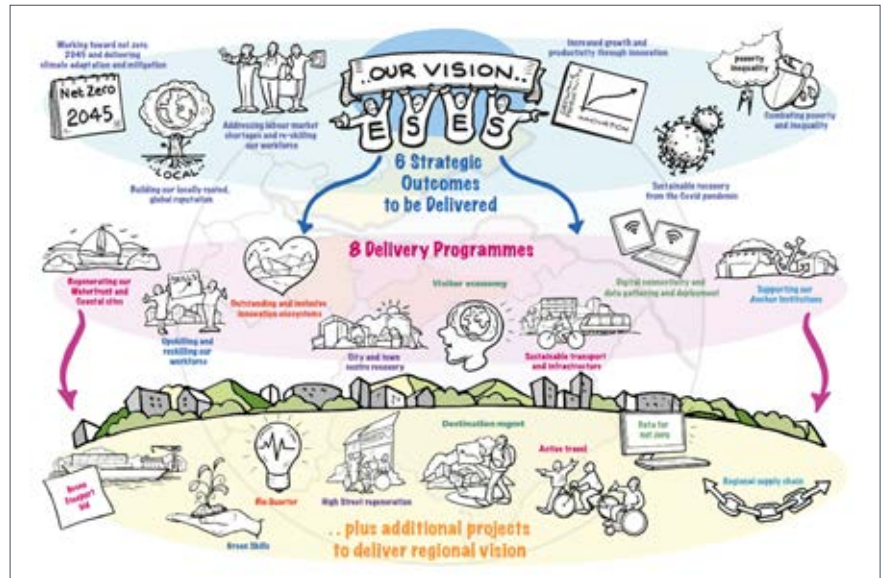 Working toward net zero
2045 and delivering
climate adaptation and mitigation
Net Zero
2045
LOCAL
Building our locally rooted,
global reputation
Addressing labour market
shortages and re-skilling
our workforce
..OUR VISION..
ESES
6 Strategic
Outcomes
to be Delivered
Increased growth and
productivity through innovation
INNOVATION
Sustainable recovery
from the Covid pandemic
poverty
inequality
Combating poverty
and inequality
8 Delivery Programmes
Regenerating our
Waterfront and
Coastal sites
SKILLS
Upskilling and
reskilling our
workforce
Outstanding and inclusive
innovation ecosystems
City and town
centre recovery
Visitor economy
Sustainable transport
and infrastructure
Digital connectivity and
data gathering and deployment
Supporting our
Anchor Institutions
Green
Bid
Green Skills
Bio Quarter
High Street regeneration
Destination mgmt
Active travel
Data for
net zero
Regional supply chain
.. plus additional projects
to deliver regional vision